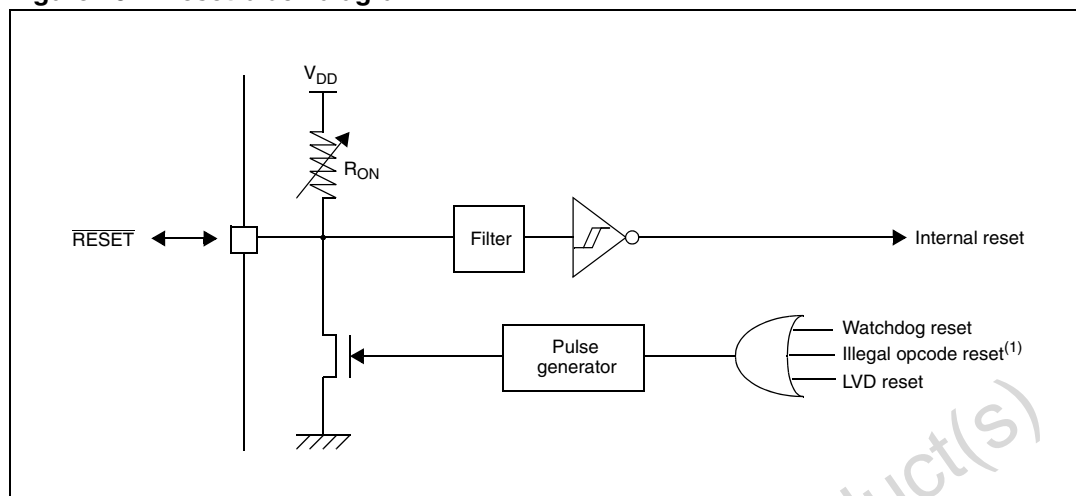 V_DD
R_ON
RESET
Filter
Internal reset
Pulse
generator
Watchdog reset
Illegal opcode reset(1)
LVD reset